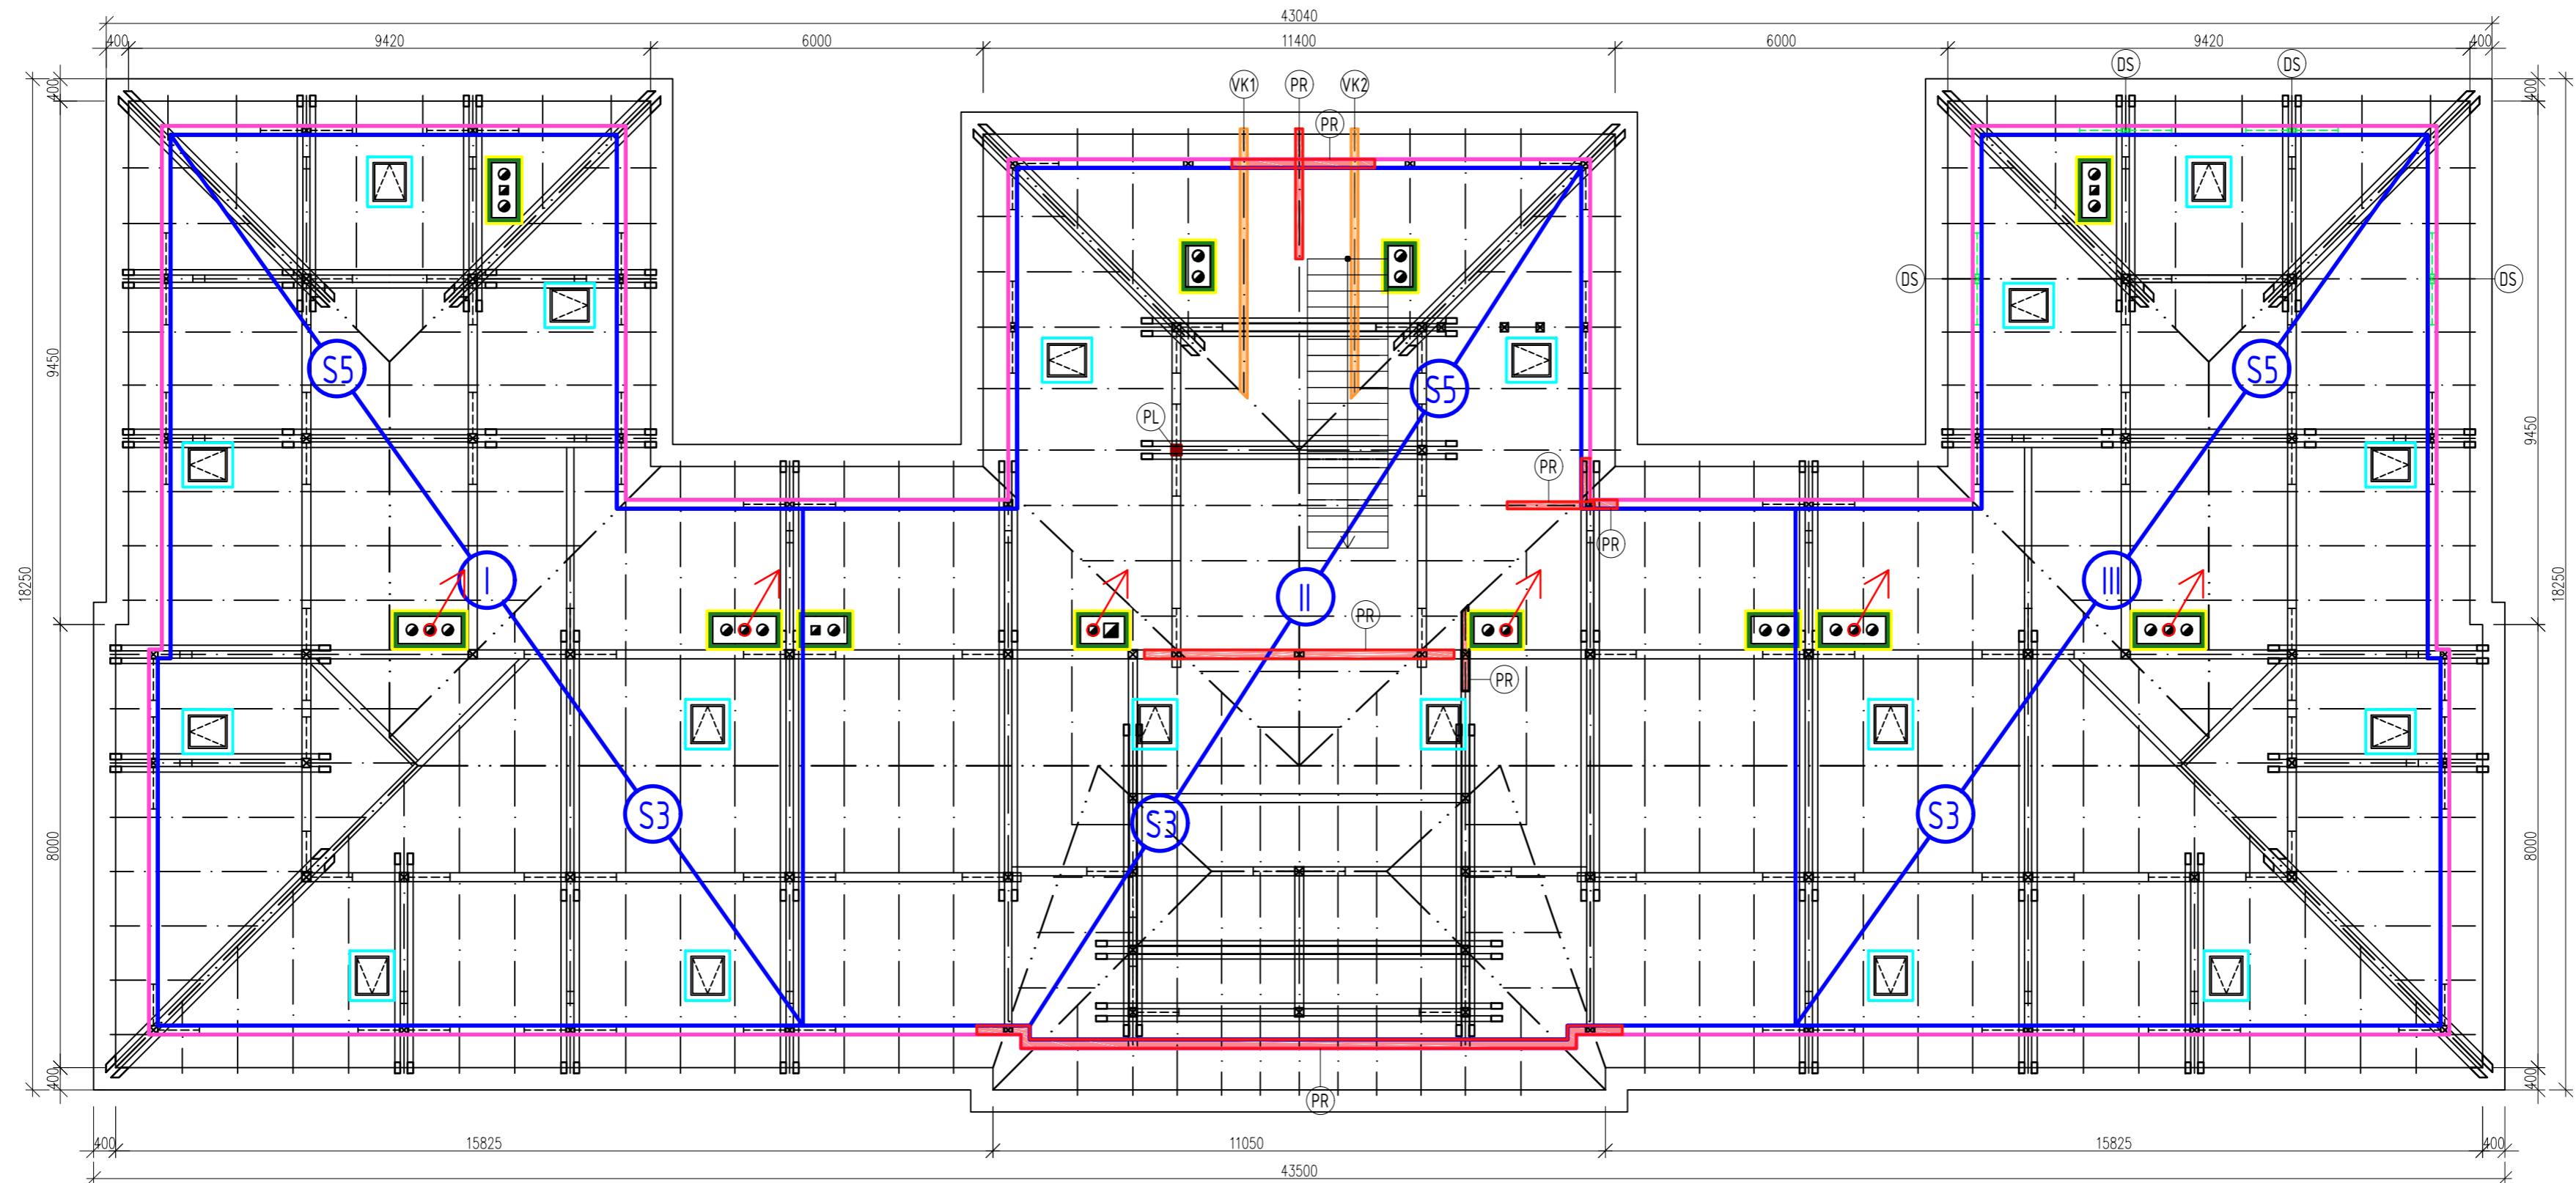 43040
400 9420 6000 11400 6000 9420 400
DS DS
VK1 PR VK2
400 400
PR
DS DS
9450 S5 S5 S5 9450
PL
PR
PR
18250 I II III 18250
PR
PR
8000 S3 S3 S3 8000
400 400
PR
400 15825 11050 15825 400
43500